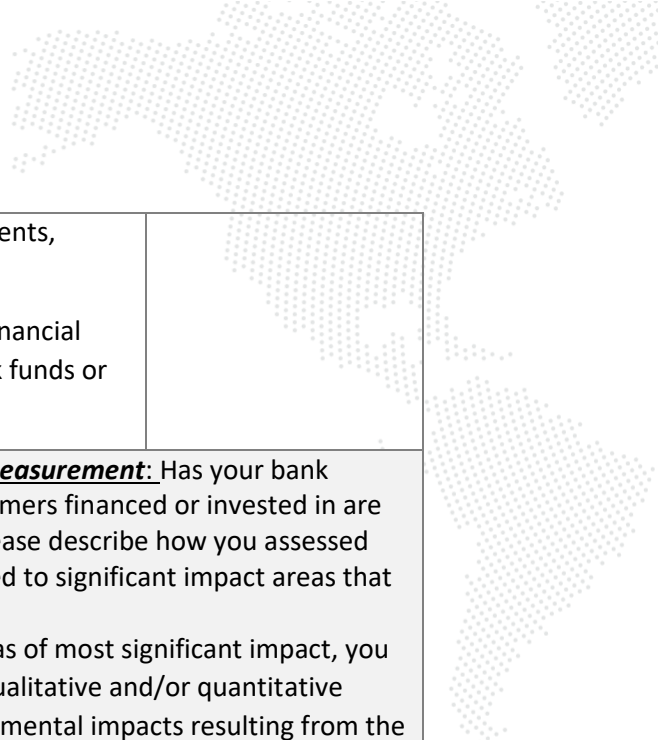 ents,
nancial
funds or
easurement: Has your bank
mers financed or invested in are
ease describe how you assessed
ed to significant impact areas that
as of most significant impact, you
ualitative and/or quantitative
mental impacts resulting from the